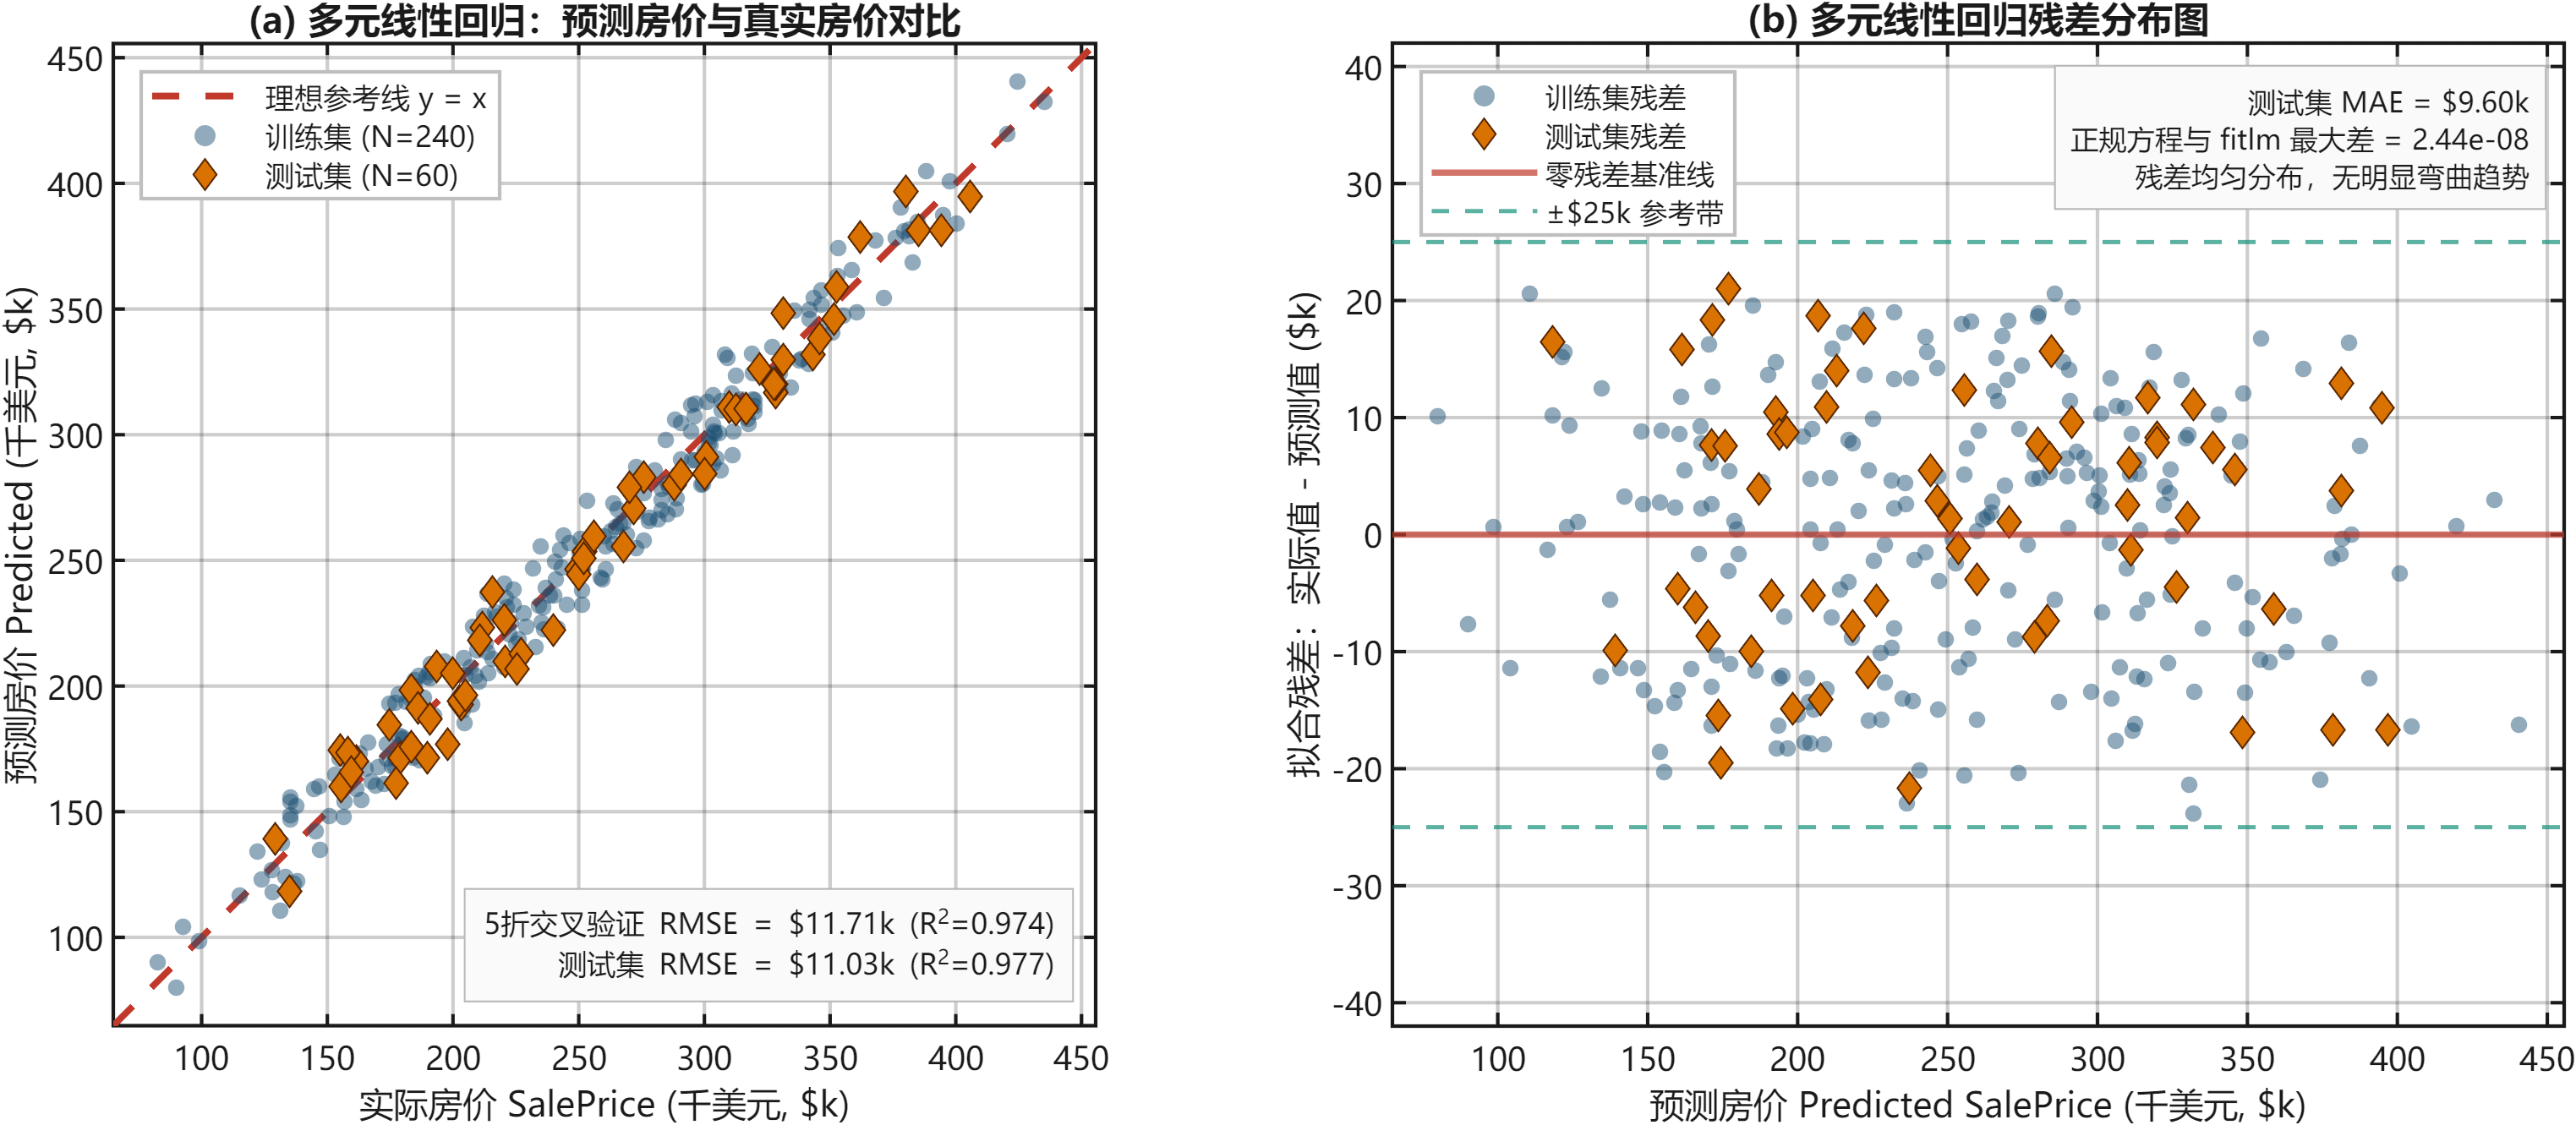 (a) 多元线性回归：预测房价与真实房价对比
理想参考线 y = x
训练集 (N=240)
测试集 (N=60)
450
400
350
300
250
200
150
100
预测房价 Predicted (千美元, $k)
5折交叉验证 RMSE = $11.71k (R²=0.974)
测试集 RMSE = $11.03k (R²=0.977)
100 150 200 250 300 350 400 450
实际房价 SalePrice (千美元, $k)
(b) 多元线性回归残差分布图
训练集残差
测试集残差
零残差基准线
±$25k 参考带
测试集 MAE = $9.60k
正规方程与 fitlm 最大差 = 2.44e-08
残差均匀分布，无明显弯曲趋势
40
30
20
10
0
-10
-20
-30
-40
拟合残差：实际值 - 预测值 ($k)
100 150 200 250 300 350 400 450
预测房价 Predicted SalePrice (千美元, $k)